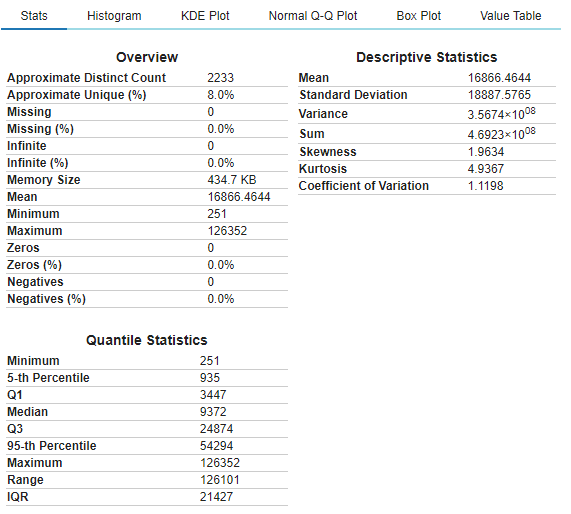 Stats Histogram KDE Plot Normal Q-Q Plot Box Plot Value Table
Overview
Approximate Distinct Count 2233
Approximate Unique (%) 8.0%
Missing 0
Missing (%) 0.0%
Infinite 0
Infinite (%) 0.0%
Memory Size 434.7 KB
Mean 16866.4644
Minimum 251
Maximum 126352
Zeros 0
Zeros (%) 0.0%
Negatives 0
Negatives (%) 0.0%
Descriptive Statistics
Mean 16866.4644
Standard Deviation 18887.5765
Variance 3.5674×10⁰⁸
Sum 4.6923×10⁰⁸
Skewness 1.9634
Kurtosis 4.9367
Coefficient of Variation 1.1198
Quantile Statistics
Minimum 251
5-th Percentile 935
Q1 3447
Median 9372
Q3 24874
95-th Percentile 54294
Maximum 126352
Range 126101
IQR 21427